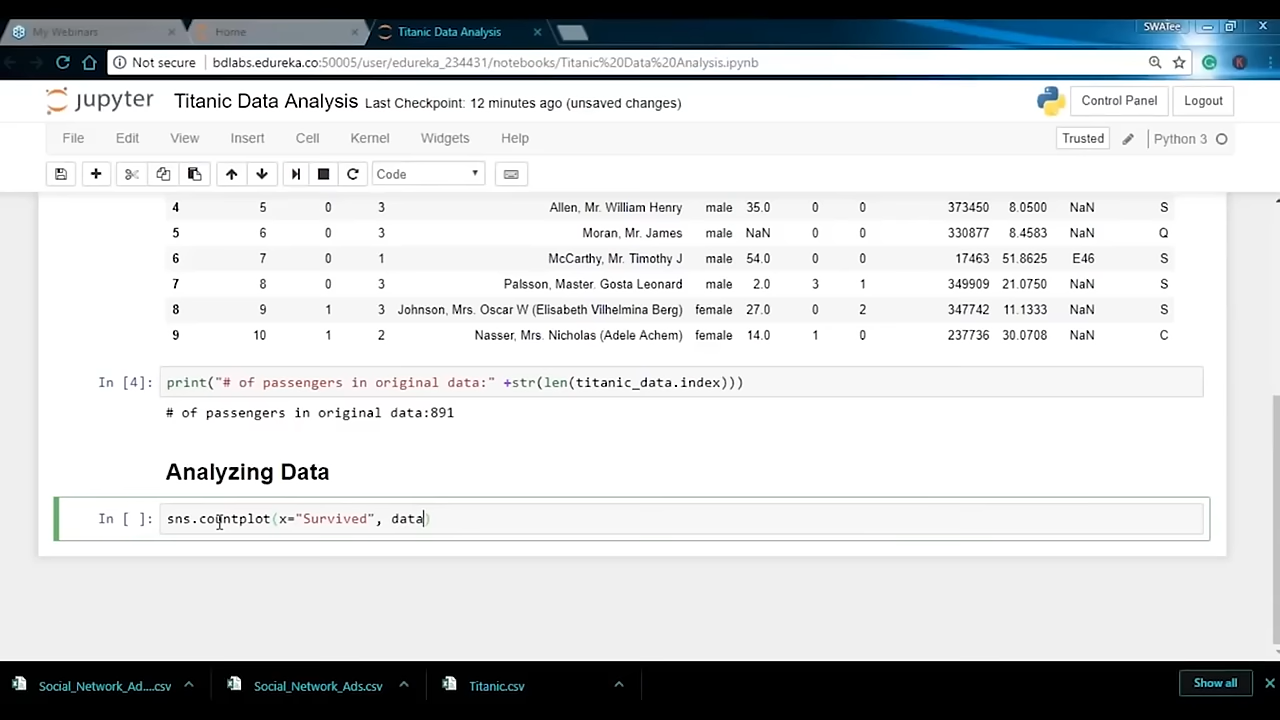 My Webinars Home Titanic Data Analysis SWATee
Not secure bdlabs.edureka.co:50005/user/edureka_234431/notebooks/Titanic%20Data%20Analysis.ipynb
jupyter Titanic Data Analysis Last Checkpoint: 12 minutes ago (unsaved changes) Control Panel Logout
File Edit View Insert Cell Kernel Widgets Help Trusted Python 3
Code
4 5 0 3 Allen, Mr. William Henry male 35.0 0 0 373450 8.0500 NaN S
5 6 0 3 Moran, Mr. James male NaN 0 0 330877 8.4583 NaN Q
6 7 0 1 McCarthy, Mr. Timothy J male 54.0 0 0 17463 51.8625 E46 S
7 8 0 3 Palsson, Master. Gosta Leonard male 2.0 3 1 349909 21.0750 NaN S
8 9 1 3 Johnson, Mrs. Oscar W (Elisabeth Vilhelmina Berg) female 27.0 0 2 347742 11.1333 NaN S
9 10 1 2 Nasser, Mrs. Nicholas (Adele Achem) female 14.0 1 0 237736 30.0708 NaN C
In [4]: print("# of passengers in original data:" +str(len(titanic_data.index)))
# of passengers in original data:891
Analyzing Data
In [ ]: sns.countplot(x="Survived", data)
Social_Network_Ad....csv Social_Network_Ads.csv Titanic.csv Show all